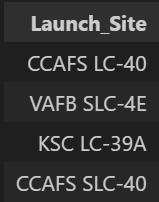 Launch_Site
CCAFS LC-40
VAFB SLC-4E
KSC LC-39A
CCAFS SLC-40